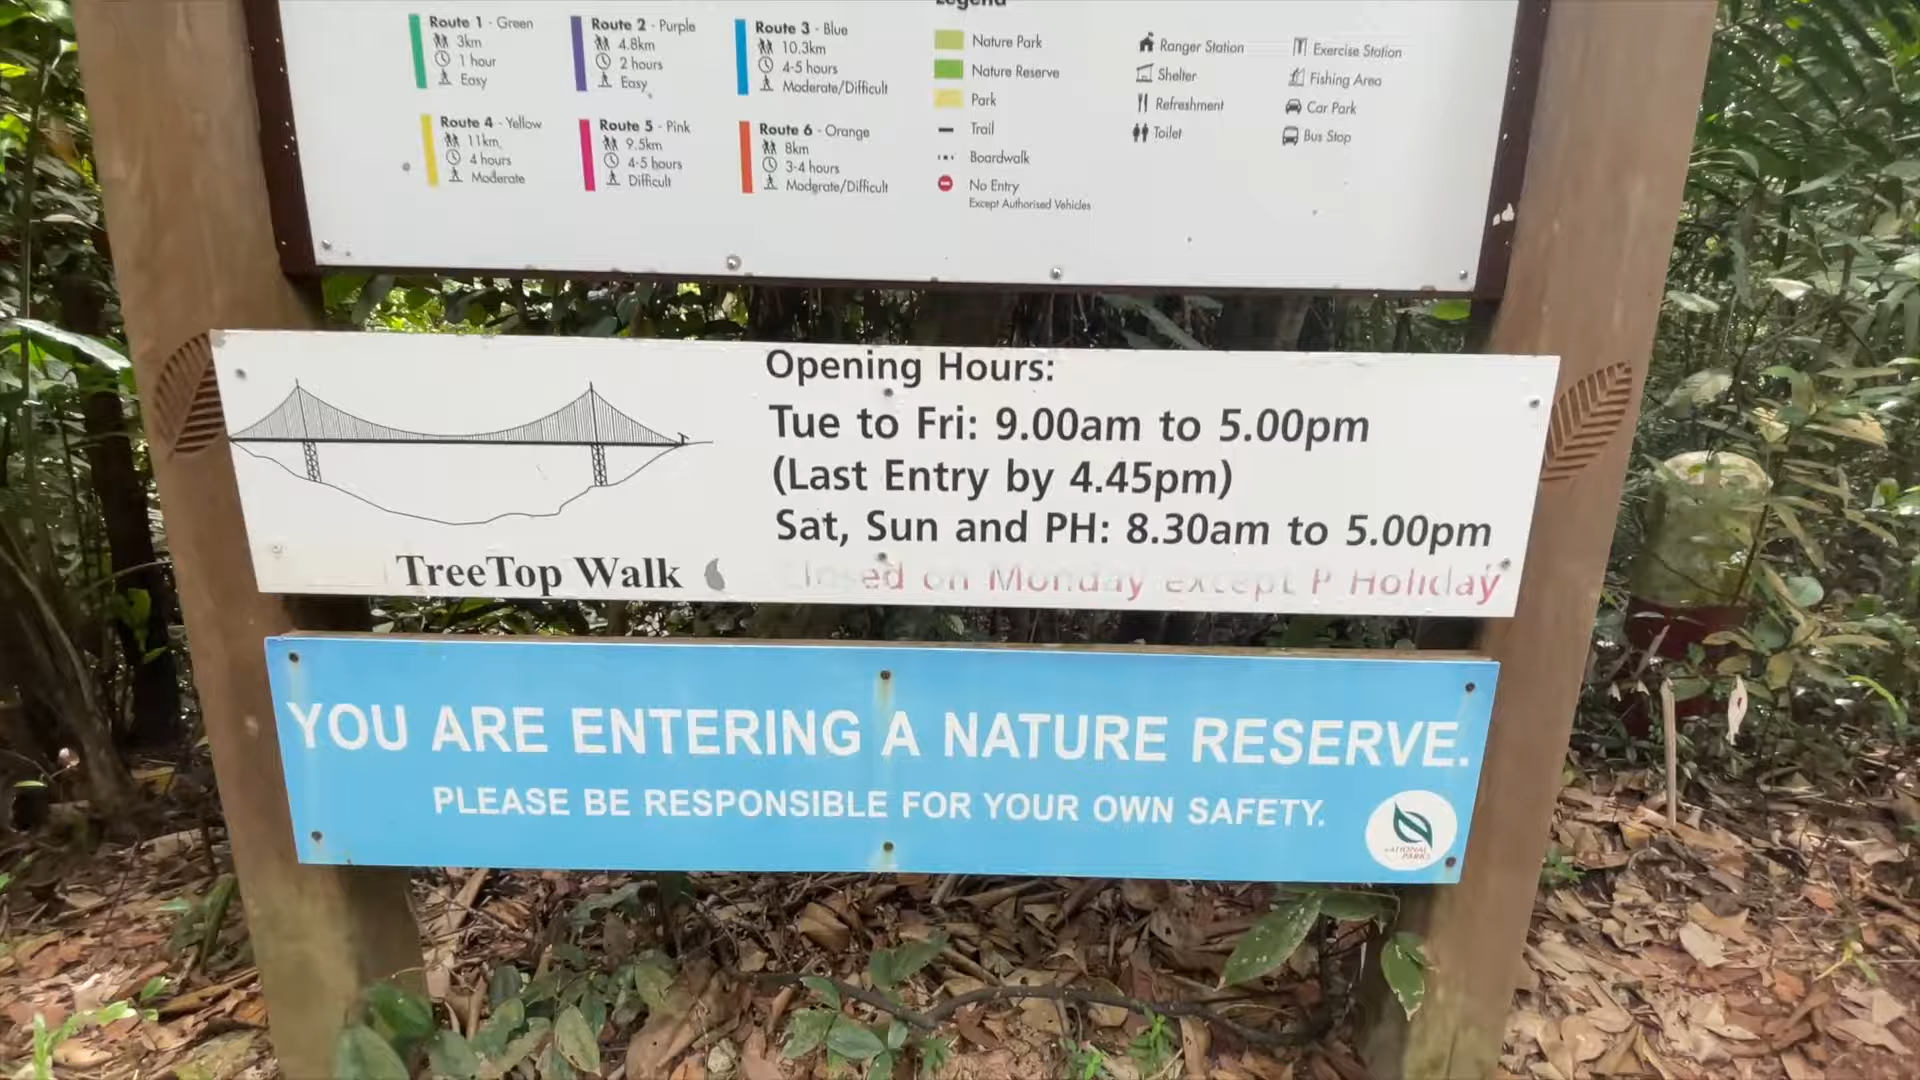 Legend
Route 1 - Green
3km
1 hour
Easy
Route 2 - Purple
4.8km
2 hours
Easy
Route 3 - Blue
10.3km
4-5 hours
Moderate/Difficult
Route 4 - Yellow
11km
4 hours
Moderate
Route 5 - Pink
9.5km
4-5 hours
Difficult
Route 6 - Orange
8km
3-4 hours
Moderate/Difficult
Nature Park
Nature Reserve
Park
Trail
Boardwalk
No Entry
Except Authorised Vehicles
Ranger Station
Shelter
Refreshment
Toilet
Exercise Station
Fishing Area
Car Park
Bus Stop
Opening Hours:
Tue to Fri: 9.00am to 5.00pm
(Last Entry by 4.45pm)
Sat, Sun and PH: 8.30am to 5.00pm
Closed on Monday except P Holiday
TreeTop Walk
YOU ARE ENTERING A NATURE RESERVE.
PLEASE BE RESPONSIBLE FOR YOUR OWN SAFETY.
NATIONAL
PARKS